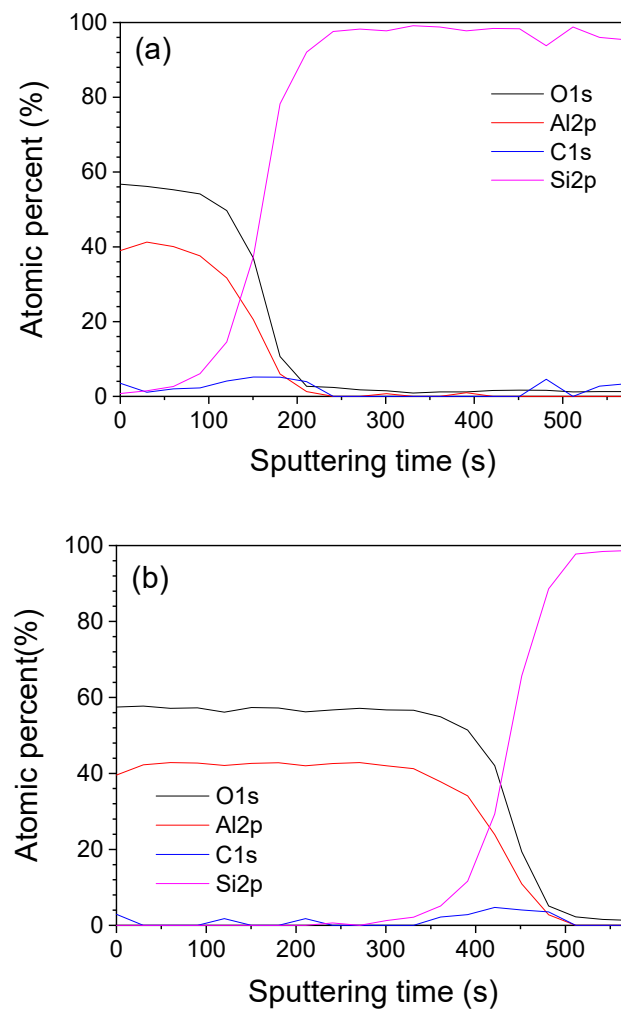 100
(a)
80
O1s
Al2p
C1s
Si2p
60
40
20
0
Atomic percent (%)
0 100 200 300 400 500
Sputtering time (s)
100
(b)
80
60
40
O1s
Al2p
C1s
Si2p
20
0
Atomic percent(%)
0 100 200 300 400 500
Sputtering time (s)